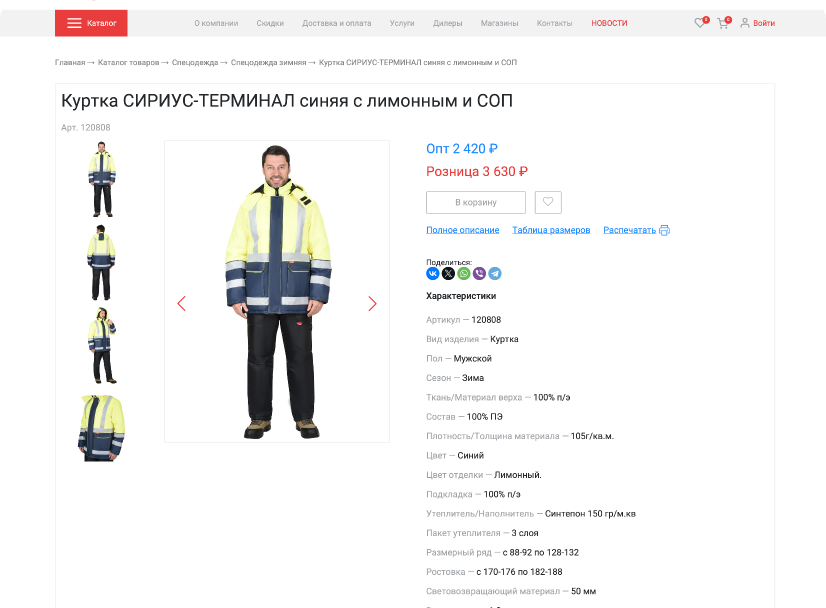 Каталог
О компании
Скидки
Доставка и оплата
Услуги
Дилеры
Магазины
Контакты
НОВОСТИ
0
0
Войти
Главная → Каталог товаров → Спецодежда → Спецодежда зимняя → Куртка СИРИУС-ТЕРМИНАЛ синяя с лимонным и СОП
Куртка СИРИУС-ТЕРМИНАЛ синяя с лимонным и СОП
Арт. 120808
Опт 2 420 ₽
Розница 3 630 ₽
В корзину
Полное описание
Таблица размеров
Распечатать
Поделиться:
Характеристики
Артикул — 120808
Вид изделия — Куртка
Пол — Мужской
Сезон — Зима
Ткань/Материал верха — 100% п/э
Состав — 100% ПЭ
Плотность/Толщина материала — 105г/кв.м.
Цвет — Синий
Цвет отделки — Лимонный.
Подкладка — 100% п/э
Утеплитель/Наполнитель — Синтепон 150 гр/м.кв
Пакет утеплителя — 3 слоя
Размерный ряд — с 88-92 по 128-132
Ростовка — с 170-176 по 182-188
Световозвращающий материал — 50 мм